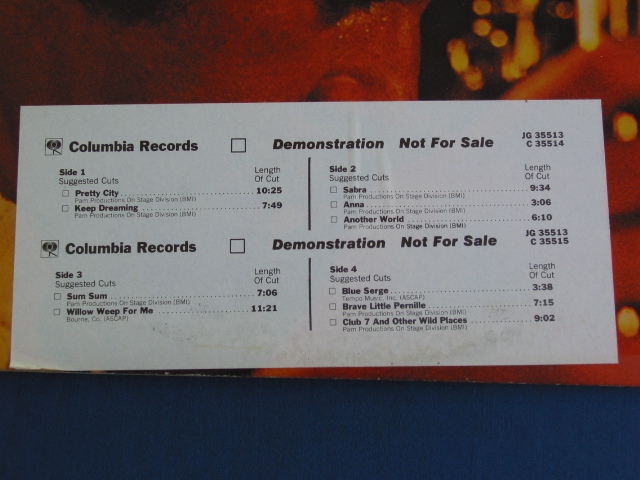 Columbia Records Demonstration Not For Sale JG 35513
C 35514
Side 1
Suggested Cuts Length
Of Cut
Pretty City 10:25
Pam Productions On Stage Division (BMI)
Keep Dreaming 7:49
Pam Productions On Stage Division (BMI)
Side 2
Suggested Cuts Length
Of Cut
Sabra 9:34
Pam Productions On Stage Division (BMI)
Anna 3:06
Pam Productions On Stage Division (BMI)
Another World 6:10
Pam Productions On Stage Division (BMI)
Columbia Records Demonstration Not For Sale JG 35513
C 35515
Side 3
Suggested Cuts Length
Of Cut
Sum Sum 7:06
Pam Productions On Stage Division (BMI)
Willow Weep For Me 11:21
Bourne, Co. (ASCAP)
Side 4
Suggested Cuts Length
Of Cut
Blue Serge 3:38
Tempo Music, Inc. (ASCAP)
Brave Little Pernille 7:15
Pam Productions On Stage Division (BMI)
Club 7 And Other Wild Places 9:02
Pam Productions On Stage Division (BMI)